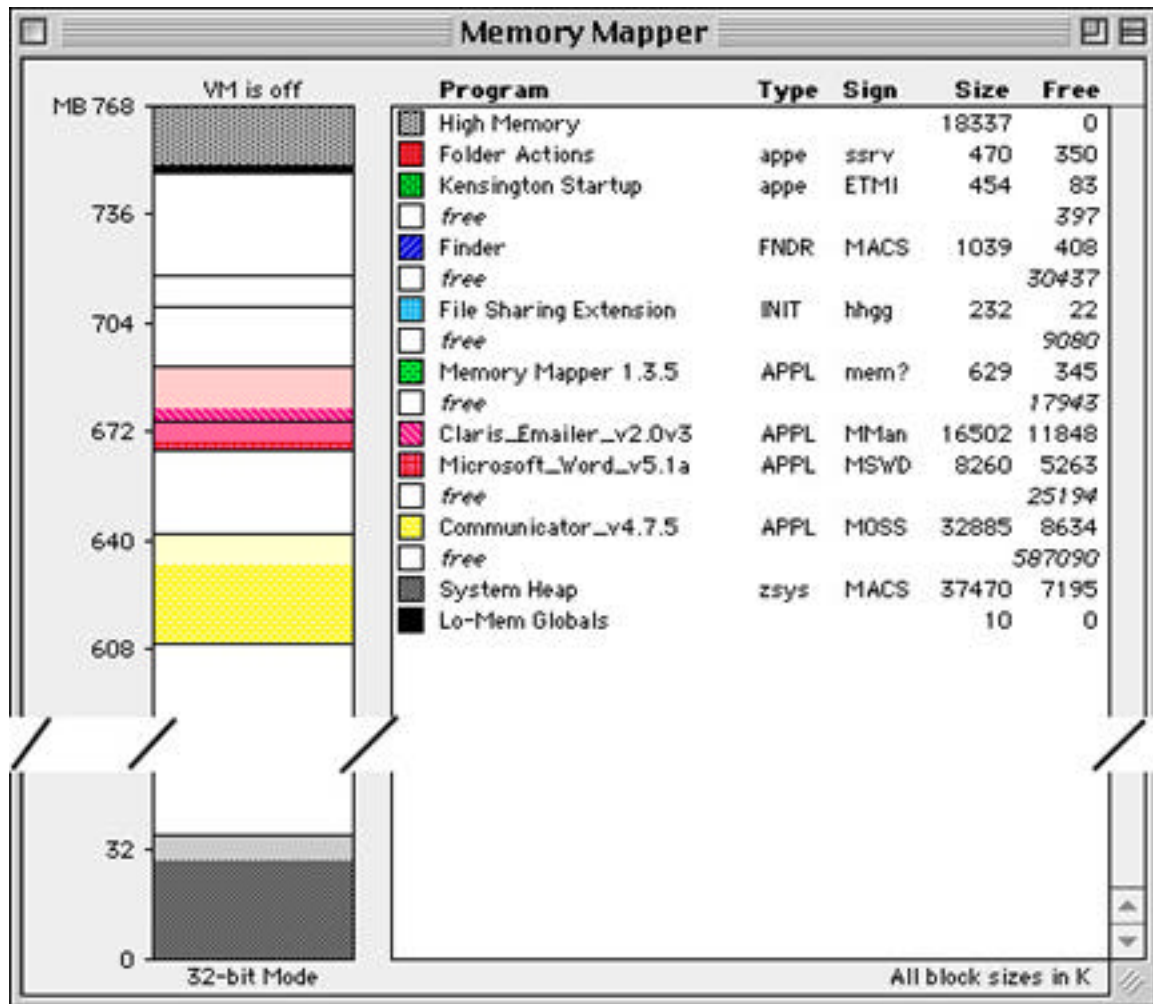 Memory Mapper
VM is off
Program Type Sign Size Free
MB 768
High Memory 18337 0
Folder Actions appe ssrv 470 350
Kensington Startup appe ETMI 454 83
736
free 397
Finder FNDR MACS 1039 408
free 30437
File Sharing Extension INIT hhgg 232 22
704
free 9080
Memory Mapper 1.3.5 APPL mem? 629 345
free 17943
672
Claris_Emailer_v2.0v3 APPL MMan 16502 11848
Microsoft_Word_v5.1a APPL MSWD 8260 5263
free 25194
640
Communicator_v4.7.5 APPL MOSS 32885 8634
free 587090
System Heap zsys MACS 37470 7195
Lo-Mem Globals 10 0
608
32
0
32-bit Mode
All block sizes in K